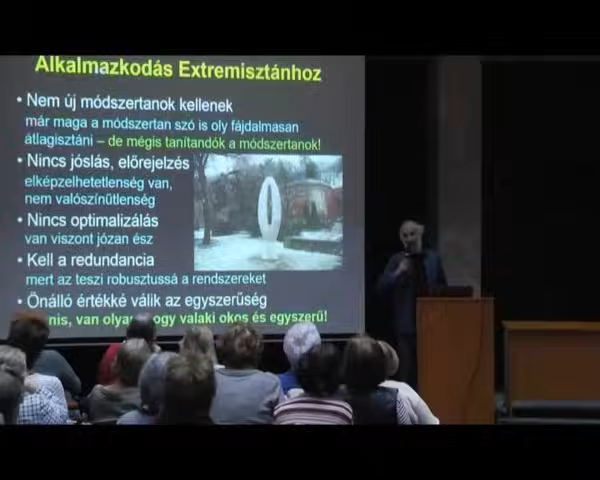 Alkalmazkodás Extremisztánhoz
• Nem új módszertanok kellenek
már maga a módszertan szó is oly fájdalmasan
átlagisztáni – de mégis tanítandók a módszertanok!
• Nincs jóslás, előrejelzés
elképzelhetetlenség van,
nem valószínűtlenség
• Nincs optimalizálás
van viszont józan ész
• Kell a redundancia
mert az teszi robusztussá a rendszereket
• Önálló értékké válik az egyszerűség
van olyan, hogy valaki okos és egyszerű!